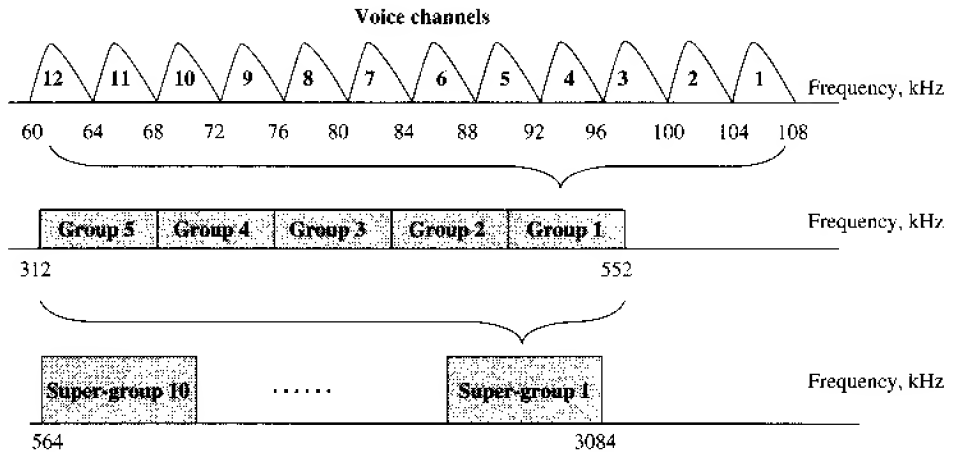 Voice channels
12 11 10 9 8 7 6 5 4 3 2 1
Frequency, kHz
60 64 68 72 76 80 84 88 92 96 100 104 108
Group 5 Group 4 Group 3 Group 2 Group 1
Frequency, kHz
312 552
Super-group 10 ...... Super-group 1
Frequency, kHz
564 3084